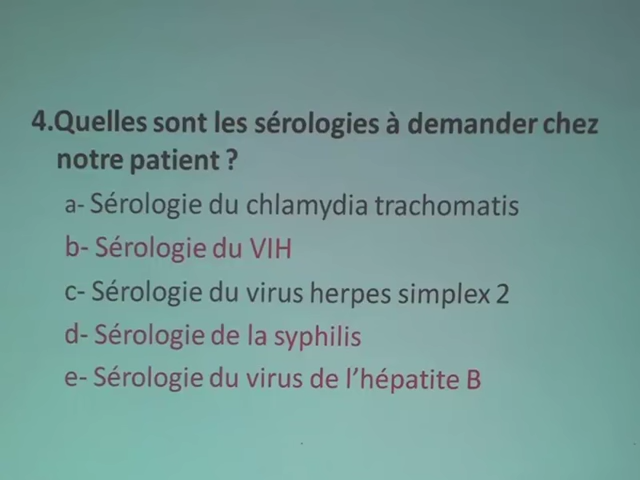 4.Quelles sont les sérologies à demander chez
notre patient ?
a- Sérologie du chlamydia trachomatis
b- Sérologie du VIH
c- Sérologie du virus herpes simplex 2
d- Sérologie de la syphilis
e- Sérologie du virus de l’hépatite B